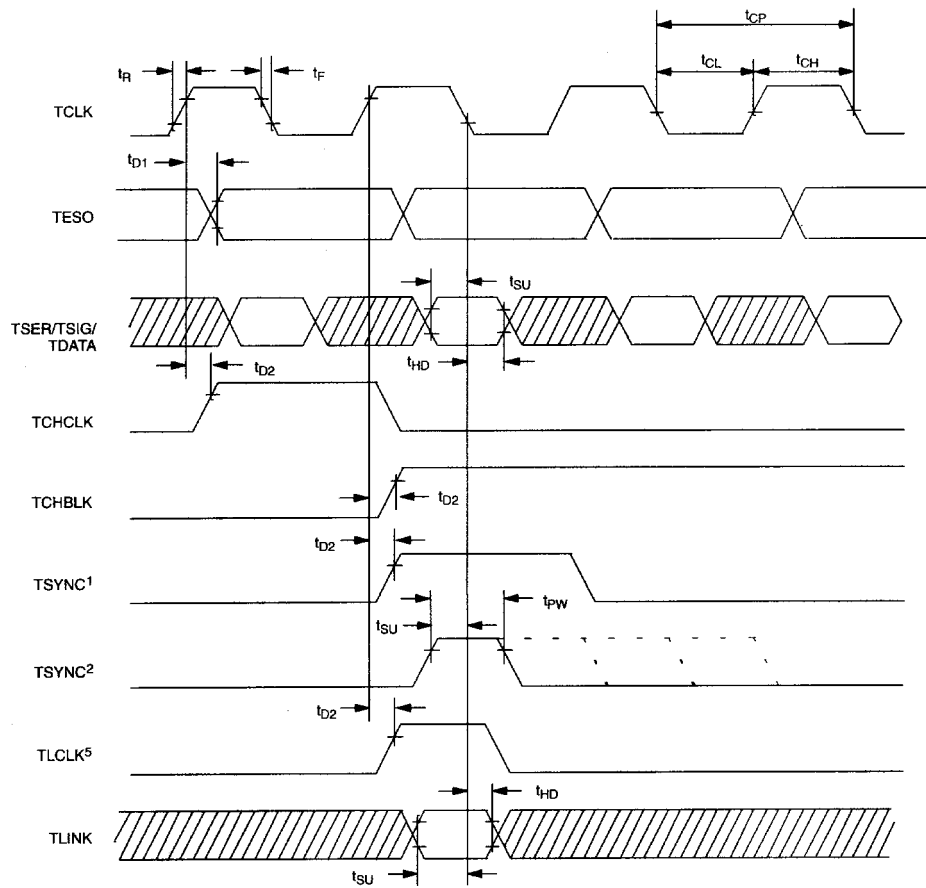 tCP
tR
tF
tCL
tCH
TCLK
tD1
TESO
tSU
TSER/TSIG/
TDATA
tHD
tD2
TCHCLK
TCHBLK
tD2
tD2
TSYNC1
tPW
tSU
TSYNC2
tD2
TLCLK5
tHD
TLINK
tSU